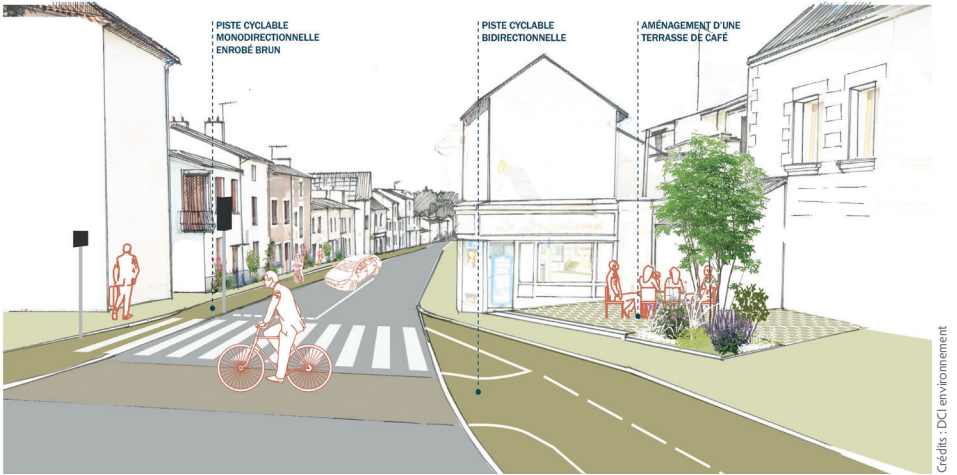 PISTE CYCLABLE
MONODIRECTIONNELLE
ENROBÉ BRUN
PISTE CYCLABLE
BIDIRECTIONNELLE
AMÉNAGEMENT D'UNE
TERRASSE DE CAFÉ
Crédits : DCI environnement